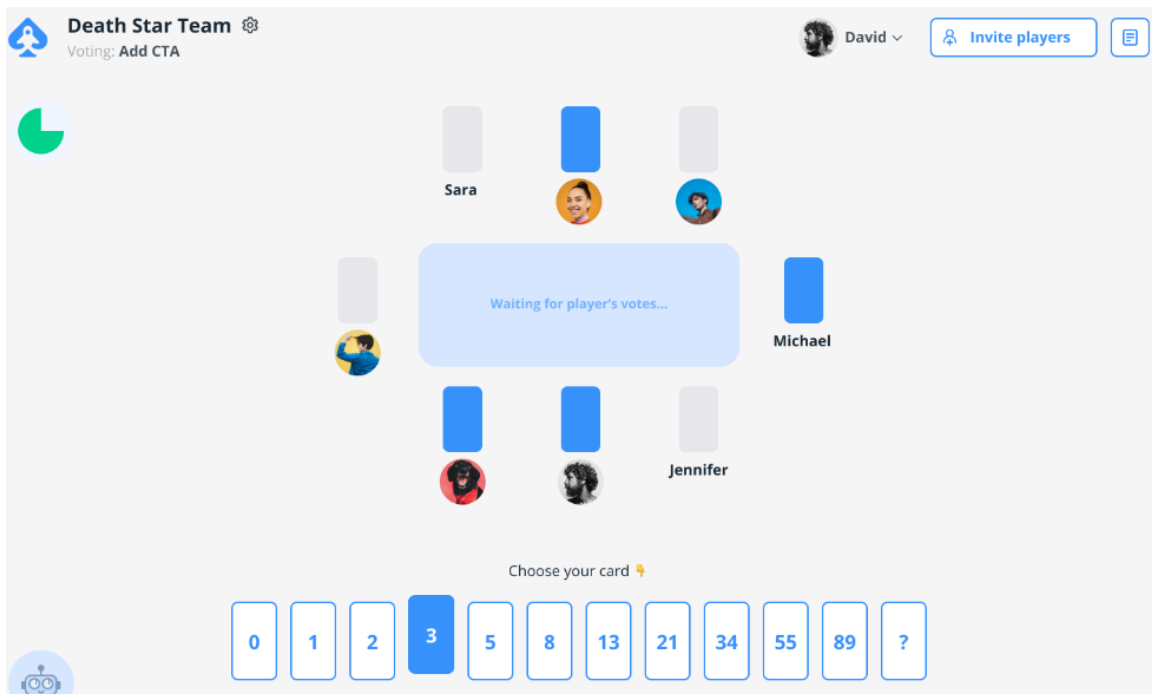 Death Star Team
Voting: Add CTA
David
Invite players
Sara
Waiting for player's votes...
Michael
Jennifer
Choose your card
0 1 2 3 5 8 13 21 34 55 89 ?